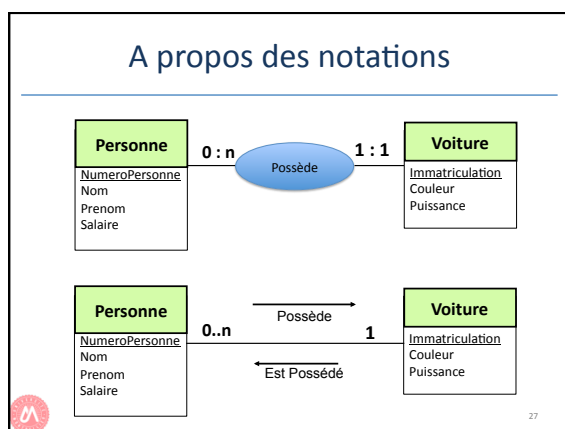 A propos des notations
Personne
NumeroPersonne
Nom
Prenom
Salaire
0 : n
Possède
1 : 1
Voiture
Immatriculation
Couleur
Puissance
Personne
NumeroPersonne
Nom
Prenom
Salaire
0..n
Possède
Est Possédé
1
Voiture
Immatriculation
Couleur
Puissance
27